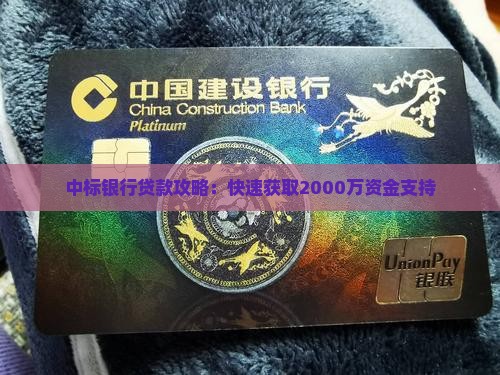 中国建设银行
China Construction Bank
Platinum
中标银行贷款攻略：快速获取2000万资金支持
UnionPay
银联